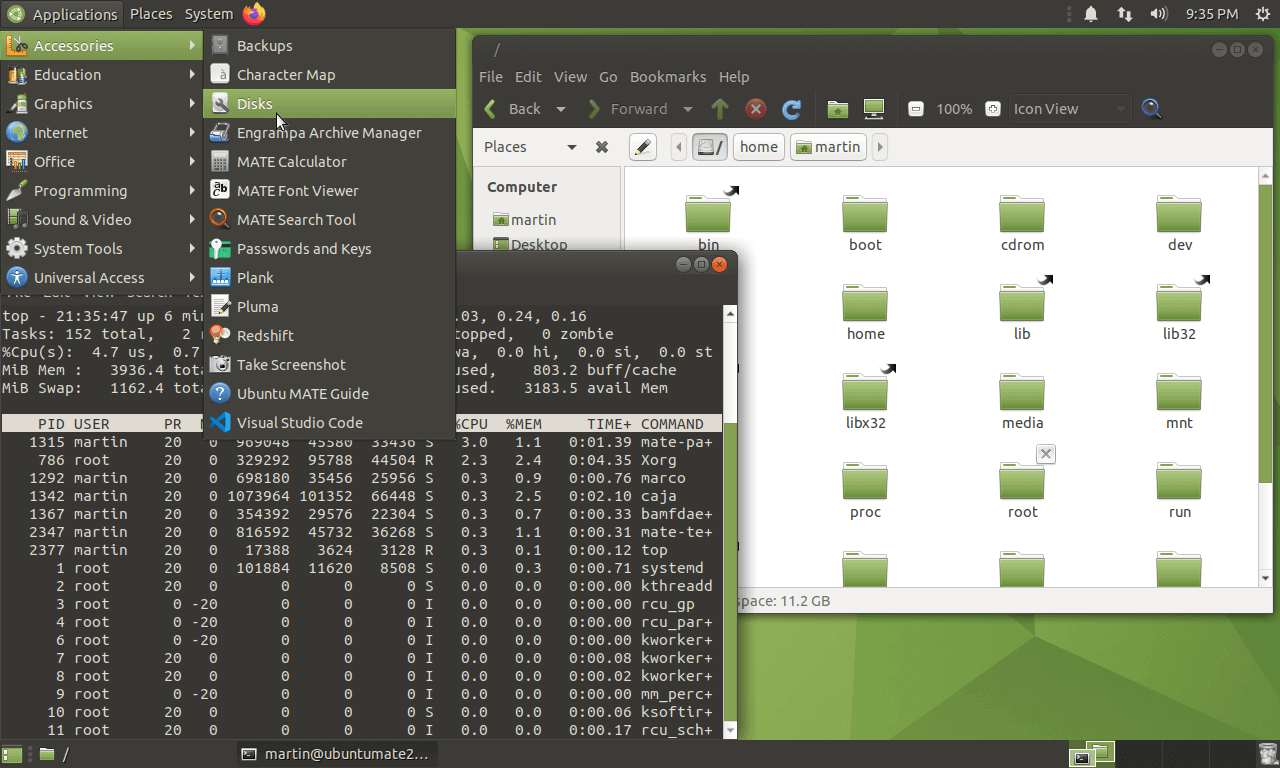 Applications Places System 9:35 PM
Accessories
Education
Graphics
Internet
Office
Programming
Sound & Video
System Tools
Universal Access
Backups
Character Map
Disks
Engrampa Archive Manager
MATE Calculator
MATE Font Viewer
MATE Search Tool
Passwords and Keys
Plank
Pluma
Redshift
Take Screenshot
Ubuntu MATE Guide
Visual Studio Code
/
File Edit View Go Bookmarks Help
Back Forward 100% Icon View
Places / home martin
Computer
martin
Desktop
bin boot cdrom dev
home lib lib32
libx32 media mnt
proc root run
space: 11.2 GB
top - 21:35:47 up 6 .03, 0.24, 0.16
Tasks: 152 total, 2 topped, 0 zombie
%Cpu(s): 4.7 us, 0.7 wa, 0.0 hi, 0.0 si, 0.0 st
MiB Mem : 3936.4 used, 803.2 buff/cache
MiB Swap: 1162.4 used. 3183.5 avail Mem
PID USER PR %CPU %MEM TIME+ COMMAND
1315 martin 20 0 969048 45580 33436 S 3.0 1.1 0:01.39 mate-pa+
786 root 20 0 329292 95788 44504 R 2.3 2.4 0:04.35 Xorg
1292 martin 20 0 698180 35456 25956 S 0.3 0.9 0:00.76 marco
1342 martin 20 0 1073964 101352 66448 S 0.3 2.5 0:02.10 caja
1367 martin 20 0 354392 29576 22304 S 0.3 0.7 0:00.33 bamfdae+
2347 martin 20 0 816592 45732 36268 S 0.3 1.1 0:00.31 mate-te+
2377 martin 20 0 17388 3624 3128 R 0.3 0.1 0:00.12 top
1 root 20 0 101884 11620 8508 S 0.0 0.3 0:00.71 systemd
2 root 20 0 0 0 0 S 0.0 0.0 0:00.00 kthreadd
3 root 0 -20 0 0 0 I 0.0 0.0 0:00.00 rcu_gp
4 root 0 -20 0 0 0 I 0.0 0.0 0:00.00 rcu_par+
6 root 0 -20 0 0 0 I 0.0 0.0 0:00.00 kworker+
7 root 20 0 0 0 0 I 0.0 0.0 0:00.08 kworker+
8 root 20 0 0 0 0 I 0.0 0.0 0:00.02 kworker+
9 root 0 -20 0 0 0 I 0.0 0.0 0:00.00 mm_perc+
10 root 20 0 0 0 0 S 0.0 0.0 0:00.06 ksoftir+
11 root 20 0 0 0 0 I 0.0 0.0 0:00.17 rcu_sch+
/ martin@ubuntumate2...